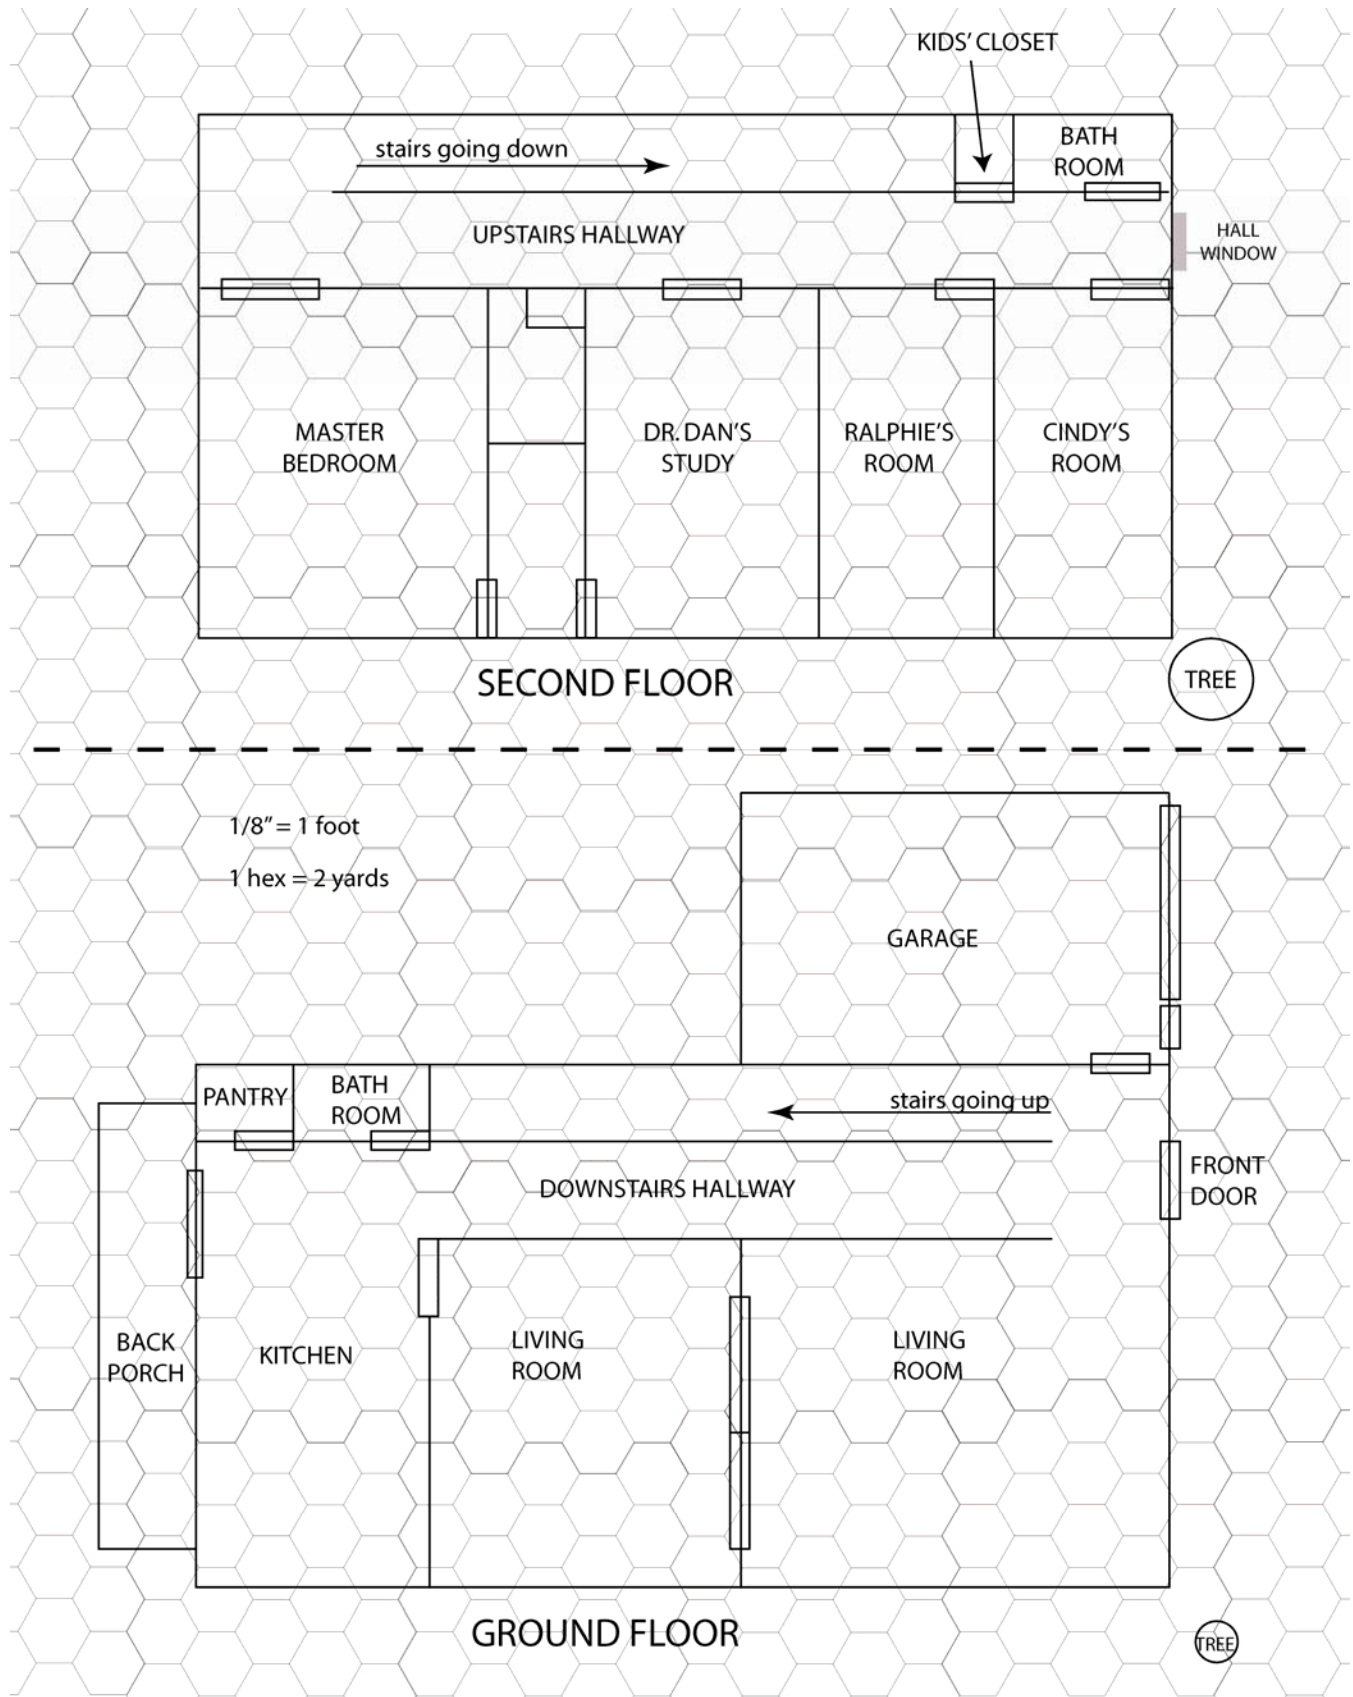 KIDS' CLOSET
BATH
ROOM
stairs going down
UPSTAIRS HALLWAY
HALL
WINDOW
MASTER
BEDROOM
DR. DAN'S
STUDY
RALPHIE'S
ROOM
CINDY'S
ROOM
SECOND FLOOR
TREE
1/8" = 1 foot
1 hex = 2 yards
GARAGE
PANTRY
BATH
ROOM
stairs going up
DOWNSTAIRS HALLWAY
FRONT
DOOR
BACK
PORCH
KITCHEN
LIVING
ROOM
LIVING
ROOM
GROUND FLOOR
TREE